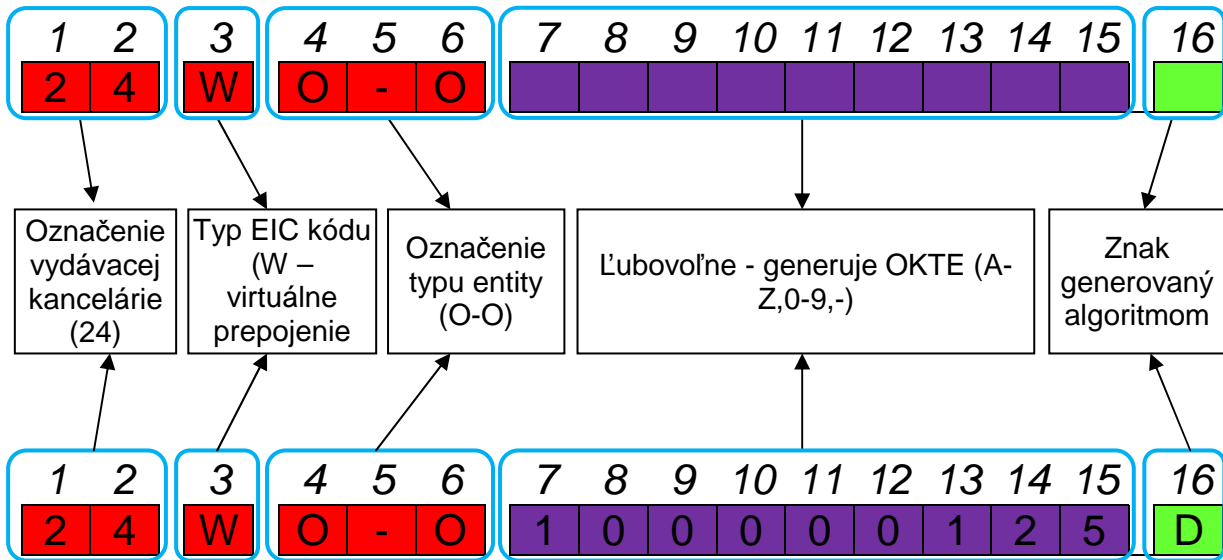 1 2 3 4 5 6 7 8 9 10 11 12 13 14 15 16
2 4 W O - O
Označenie
vydávacej
kancelárie
(24)
Typ EIC kódu
(W –
virtuálne
prepojenie
Označenie
typu entity
(O-O)
Ľubovoľne - generuje OKTE (A-
Z,0-9,-)
Znak
generovaný
algoritmom
1 2 3 4 5 6 7 8 9 10 11 12 13 14 15 16
2 4 W O - O 1 0 0 0 0 0 1 2 5 D